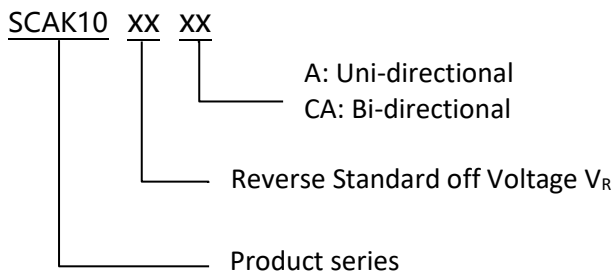 SCAK10 xx xx
A: Uni-directional
CA: Bi-directional
Reverse Standard off Voltage VR
Product series